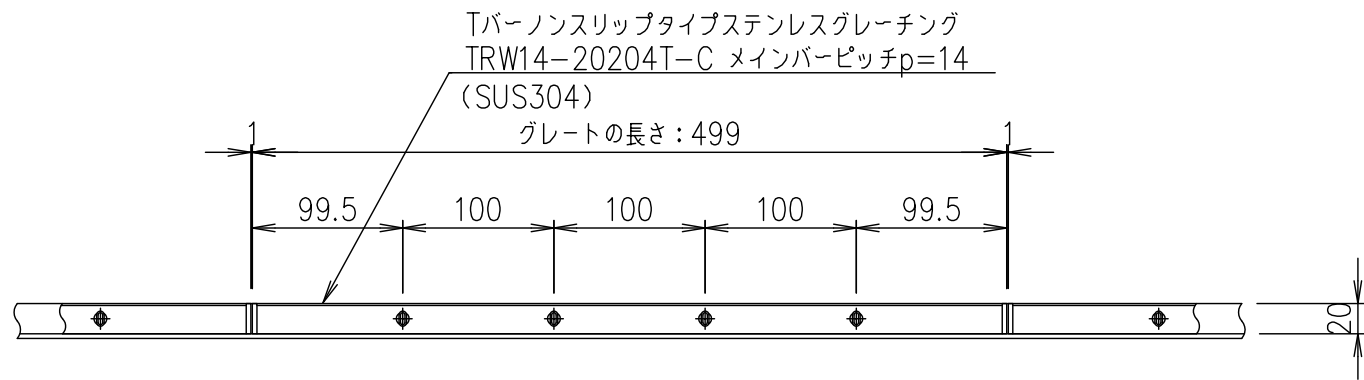 Tバーノンスリップタイプステンレスグレーチング
TRW14-20204T-C メインバーピッチp=14
(SUS304)
1 グレートの長さ：499 1
99.5 100 100 100 99.5
20